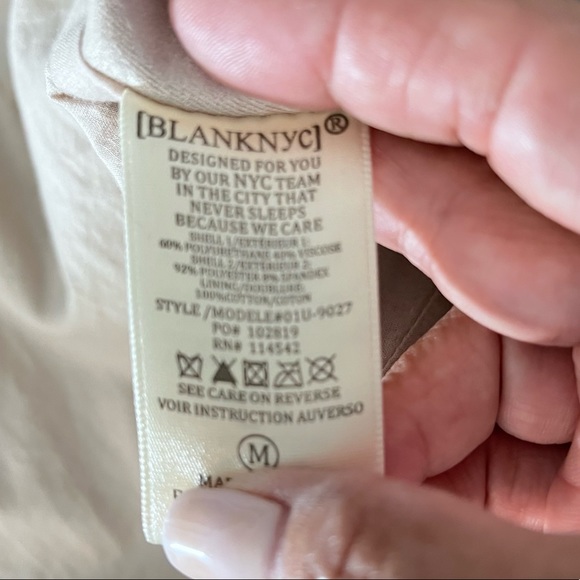 [BLANKNYC]®
DESIGNED FOR YOU
BY OUR NYC TEAM
IN THE CITY THAT
NEVER SLEEPS
BECAUSE WE CARE
SHELL 1/EXTERIEUR 1:
60% POLYURETHANE 40% VISCOSE
SHELL 2/EXTERIEUR 2:
92% POLYESTER 8% SPANDEX
LINING/DOUBLURE:
100%COTTON/COTON
STYLE /MODELE#01U-9027
PO# 102819
RN# 114542
SEE CARE ON REVERSE
VOIR INSTRUCTION AUVERSO
M